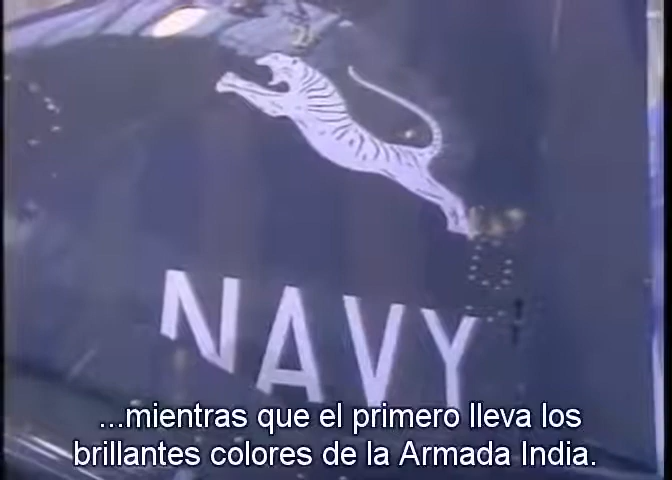 NAVY
...mientras que el primero lleva los
brillantes colores de la Armada India.